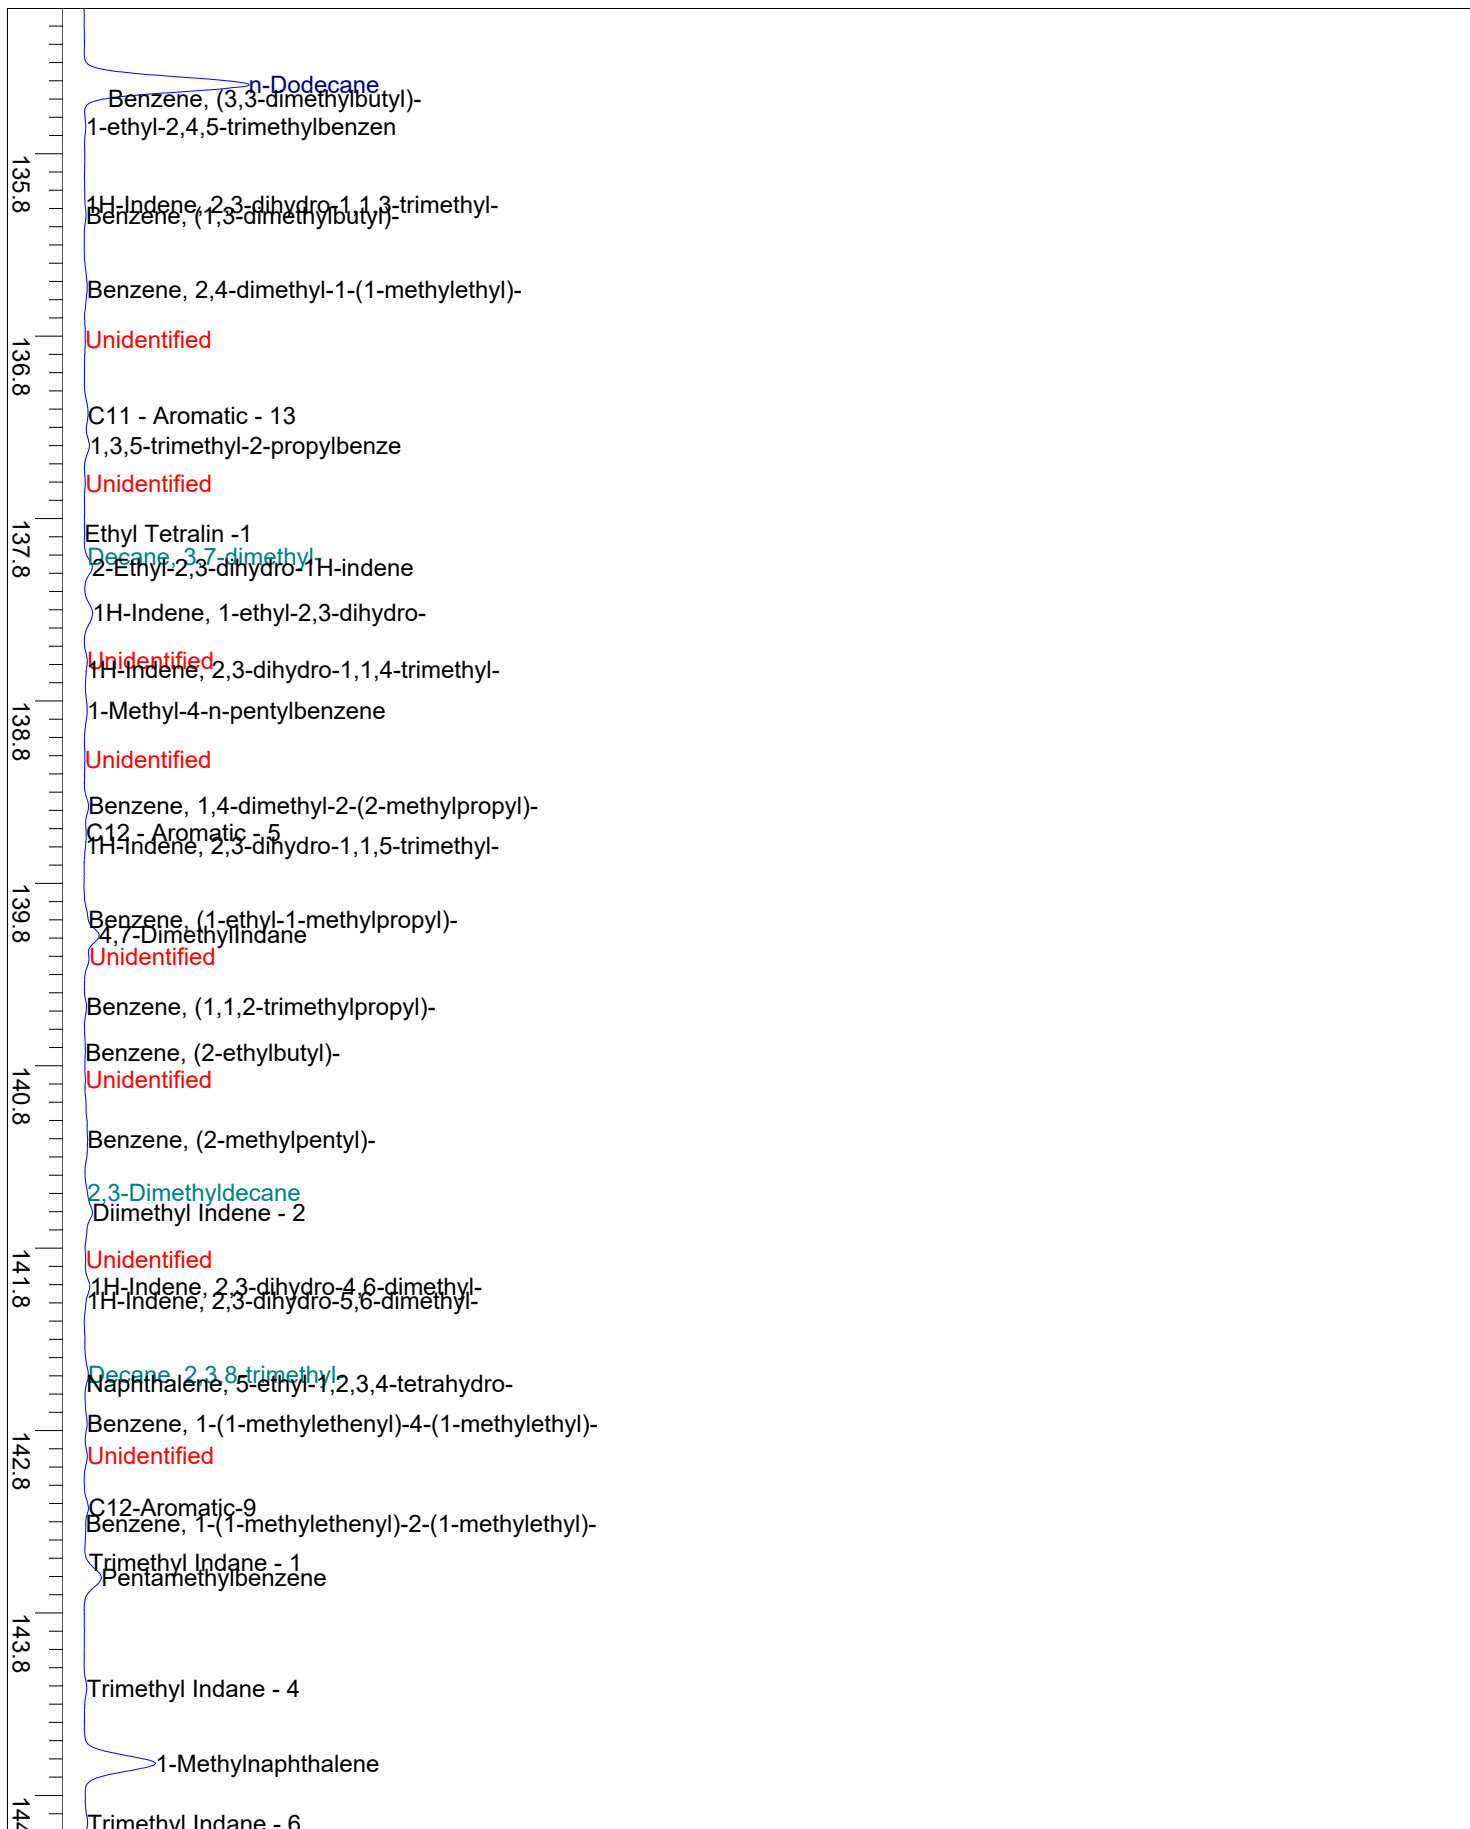 n-Dodecane
Benzene, (3,3-dimethylbutyl)-
1-ethyl-2,4,5-trimethylbenzen
135.8
1H-Indene, 2,3-dihydro-1,1,3-trimethyl-
Benzene, (1,3-dimethylbutyl)-
Benzene, 2,4-dimethyl-1-(1-methylethyl)-
Unidentified
136.8
C11 - Aromatic - 13
1,3,5-trimethyl-2-propylbenze
Unidentified
Ethyl Tetralin -1
137.8
Decane, 3,7-dimethyl-
2-Ethyl-2,3-dihydro-1H-indene
1H-Indene, 1-ethyl-2,3-dihydro-
Unidentified
1H-Indene, 2,3-dihydro-1,1,4-trimethyl-
1-Methyl-4-n-pentylbenzene
138.8
Unidentified
Benzene, 1,4-dimethyl-2-(2-methylpropyl)-
C12 - Aromatic - 5
1H-Indene, 2,3-dihydro-1,1,5-trimethyl-
139.8
Benzene, (1-ethyl-1-methylpropyl)-
4,7-DimethylIndane
Unidentified
Benzene, (1,1,2-trimethylpropyl)-
Benzene, (2-ethylbutyl)-
Unidentified
140.8
Benzene, (2-methylpentyl)-
2,3-Dimethyldecane
Diimethyl Indene - 2
Unidentified
141.8
1H-Indene, 2,3-dihydro-4,6-dimethyl-
1H-Indene, 2,3-dihydro-5,6-dimethyl-
Decane, 2,3,8-trimethyl-
Naphthalene, 5-ethyl-1,2,3,4-tetrahydro-
Benzene, 1-(1-methylethenyl)-4-(1-methylethyl)-
142.8
Unidentified
C12-Aromatic-9
Benzene, 1-(1-methylethenyl)-2-(1-methylethyl)-
Trimethyl Indane - 1
Pentamethylbenzene
143.8
Trimethyl Indane - 4
1-Methylnaphthalene
144
Trimethyl Indane - 6